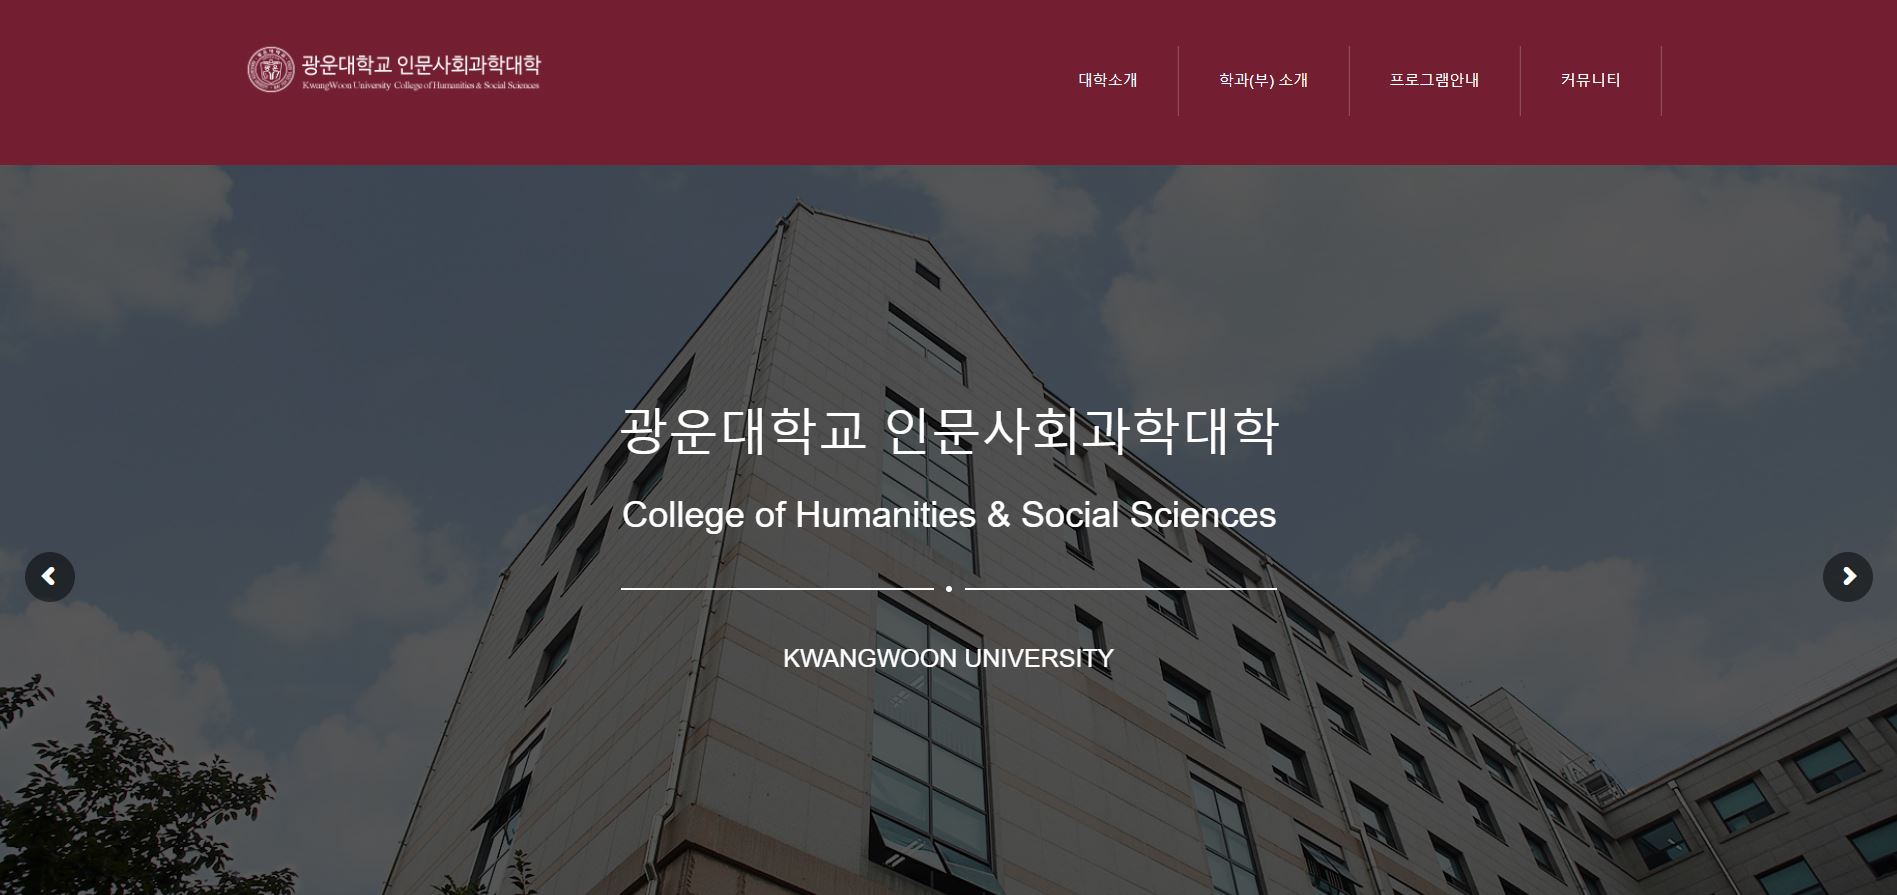 광운대학교 인문사회과학대학
KwangWoon University College of Humanities & Social Sciences
대학소개
학과(부) 소개
프로그램안내
커뮤니티
광운대학교 인문사회과학대학
College of Humanities & Social Sciences
KWANGWOON UNIVERSITY